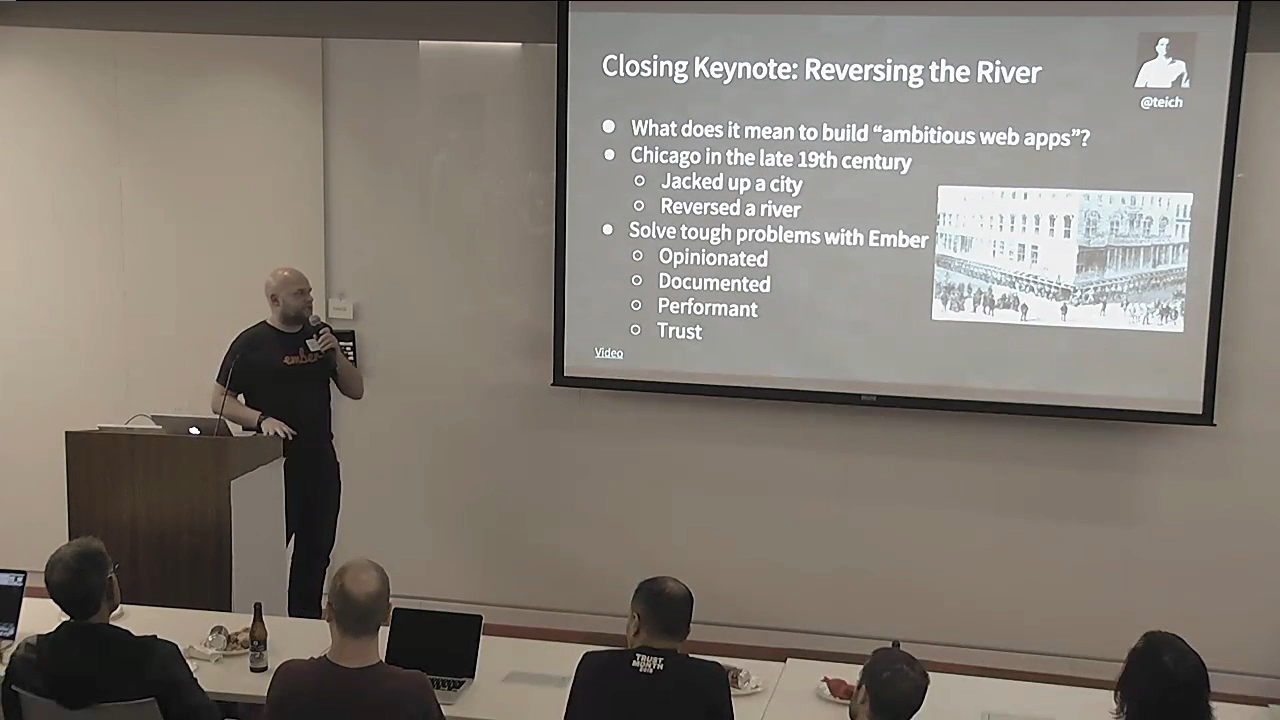 Closing Keynote: Reversing the River
@teich
What does it mean to build “ambitious web apps”?
Chicago in the late 19th century
Jacked up a city
Reversed a river
Solve tough problems with Ember
Opinionated
Documented
Performant
Trust
Video
ember
TRUST
MONTH